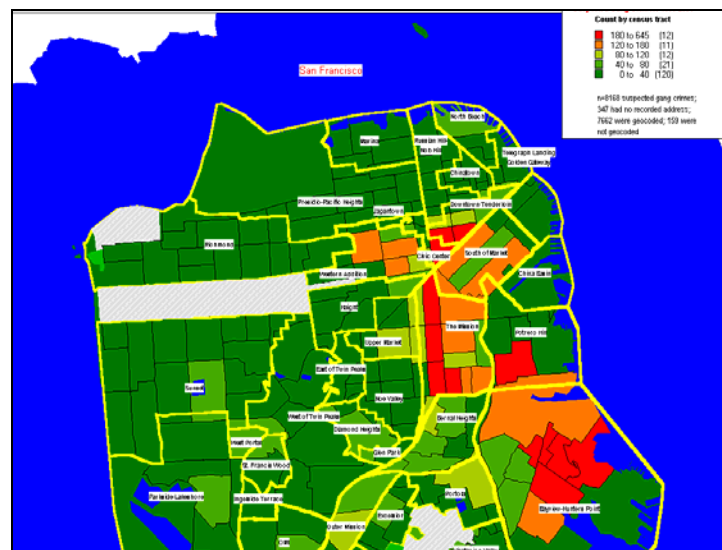 Count by census tract
180 to 645 (12)
120 to 180 (11)
80 to 120 (12)
40 to 80 (21)
0 to 40 (120)
n=8168 suspected gang crimes;
347 had no recorded address;
7662 were geocoded; 159 were
not geocoded
San Francisco
North Beach
Marina
Russian Hill
Nob Hill
Telegraph Landing
Golden Gateway
Chinatown
Presidio-Pacific Heights
Japantown
Downtown Tenderloin
Richmond
Civic Center
South of Market
Western Addition
China Basin
Haight
The Mission
Potrero Hill
Upper Market
East of Twin Peaks
Sunset
Noe Valley
West of Twin Peaks
Bernal Heights
Diamond Heights
West Portal
Glen Park
St. Francis Wood
Portola
Parkside-Lakeshore
Ingleside Terrace
Excelsior
Bayview-Hunters Point
Outer Mission